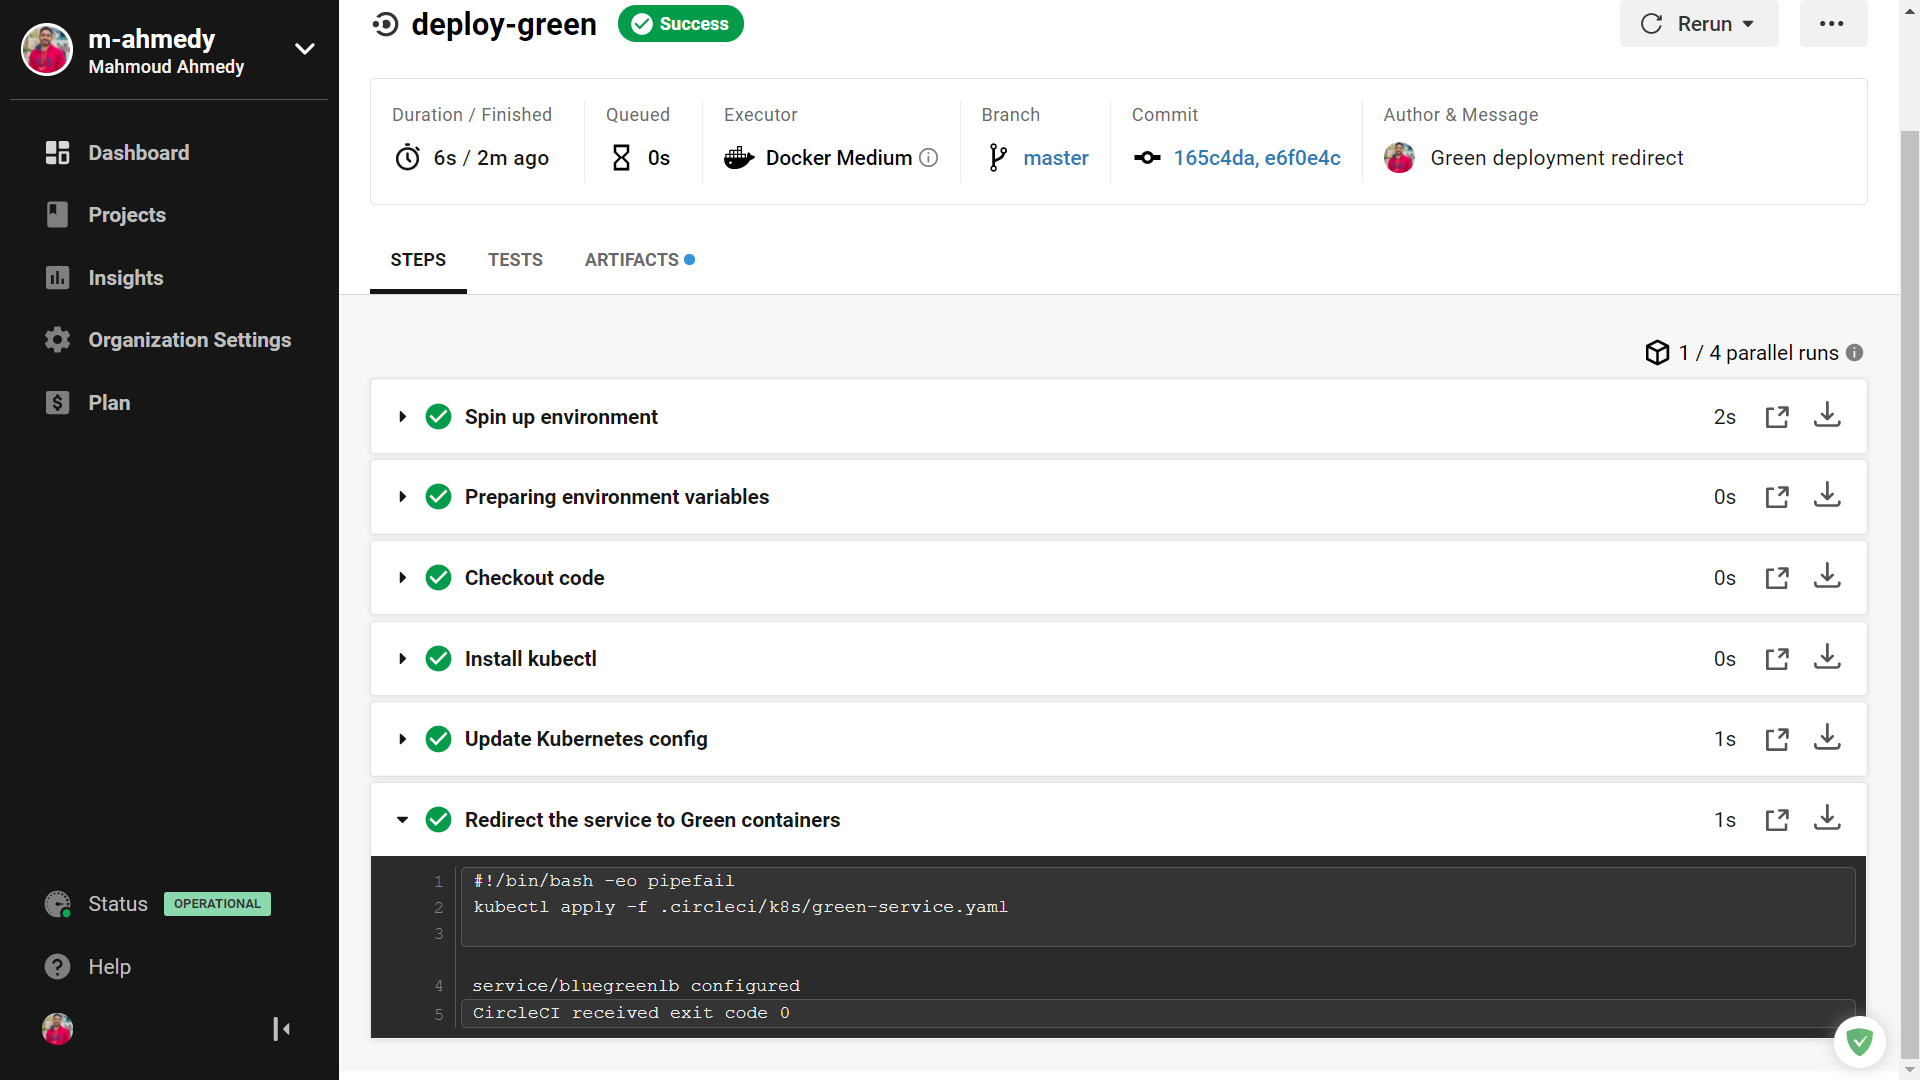 m-ahmedy
Mahmoud Ahmedy
Dashboard
Projects
Insights
Organization Settings
Plan
Status OPERATIONAL
Help
deploy-green Success
Rerun
Duration / Finished
6s / 2m ago
Queued
0s
Executor
Docker Medium
Branch
master
Commit
165c4da, e6f0e4c
Author & Message
Green deployment redirect
STEPS TESTS ARTIFACTS
1 / 4 parallel runs
Spin up environment 2s
Preparing environment variables 0s
Checkout code 0s
Install kubectl 0s
Update Kubernetes config 1s
Redirect the service to Green containers 1s
1 #!/bin/bash -eo pipefail
2 kubectl apply -f .circleci/k8s/green-service.yaml
3
4 service/bluegreenlb configured
5 CircleCI received exit code 0